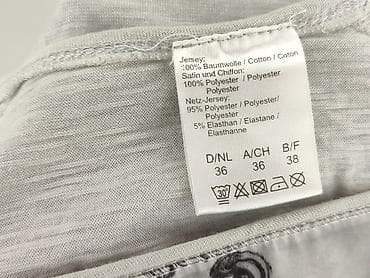 Jersey:
100% Baumwolle / Cotton / Coton
Satin und Chiffon:
100% Polyester / Polyester
Polyester
Netz-Jersey:
95% Polyester / Polyester/
Polyester
5% Elasthan / Elastane /
Elasthanne
D/NL A/CH B/F
36 36 38
30